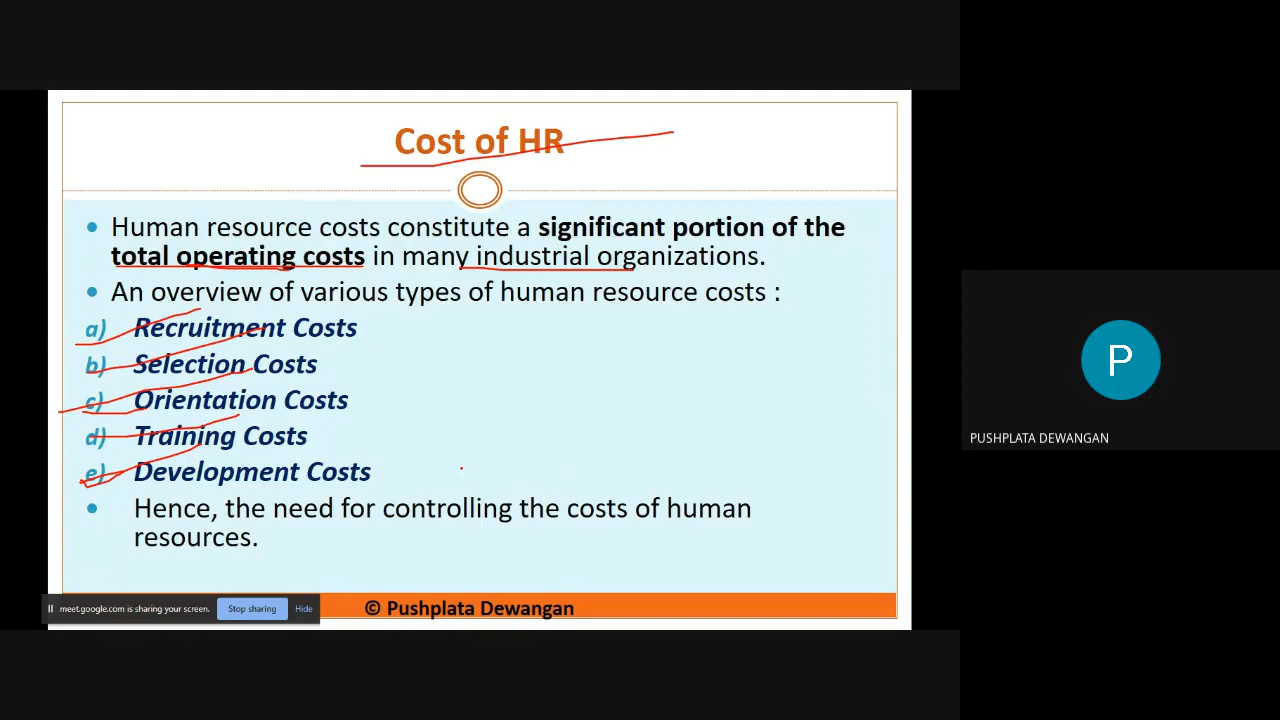 Cost of HR
• Human resource costs constitute a significant portion of the
total operating costs in many industrial organizations.
• An overview of various types of human resource costs :
a) Recruitment Costs
b) Selection Costs
c) Orientation Costs
d) Training Costs
e) Development Costs
• Hence, the need for controlling the costs of human
resources.
meet.google.com is sharing your screen. Stop sharing Hide
© Pushplata Dewangan
P
PUSHPLATA DEWANGAN